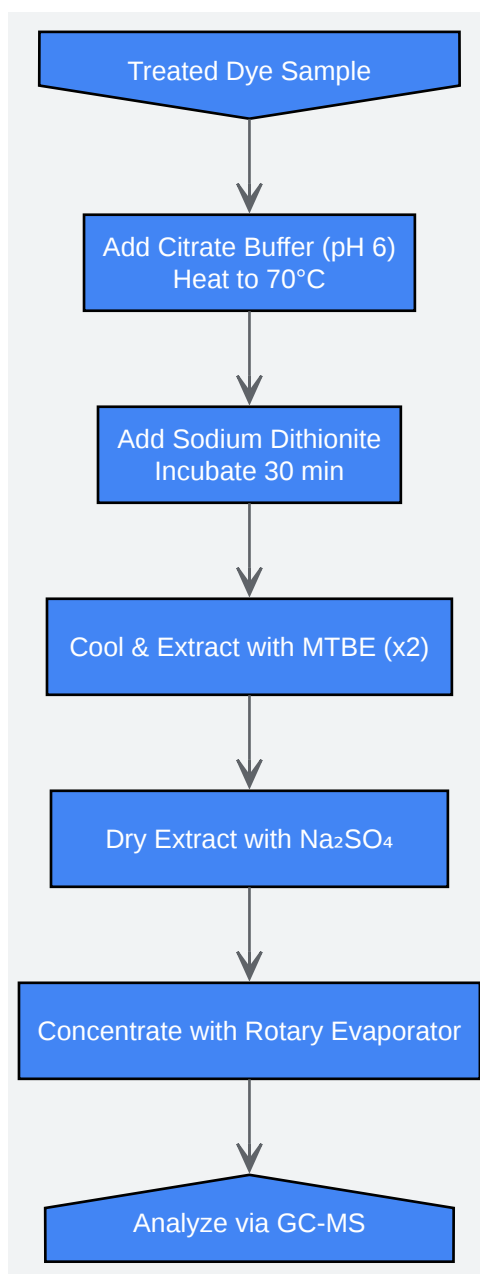 Treated Dye Sample
Add Citrate Buffer (pH 6)
Heat to 70°C
Add Sodium Dithionite
Incubate 30 min
Cool & Extract with MTBE (x2)
Dry Extract with Na₂SO₄
Concentrate with Rotary Evaporator
Analyze via GC-MS